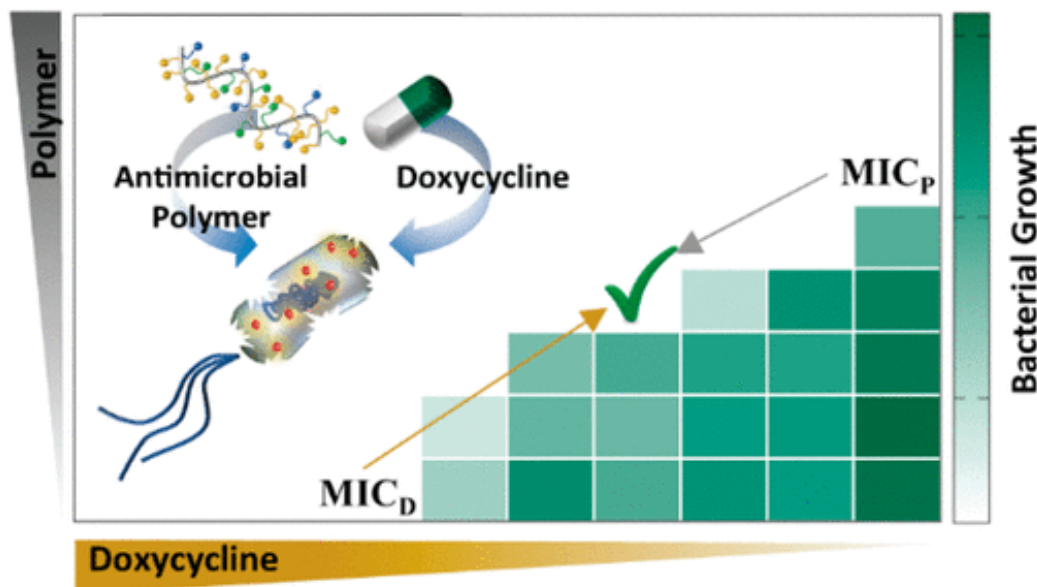 Polymer
Antimicrobial
Polymer
Doxycycline
MICP
MICD
Bacterial Growth
Doxycycline